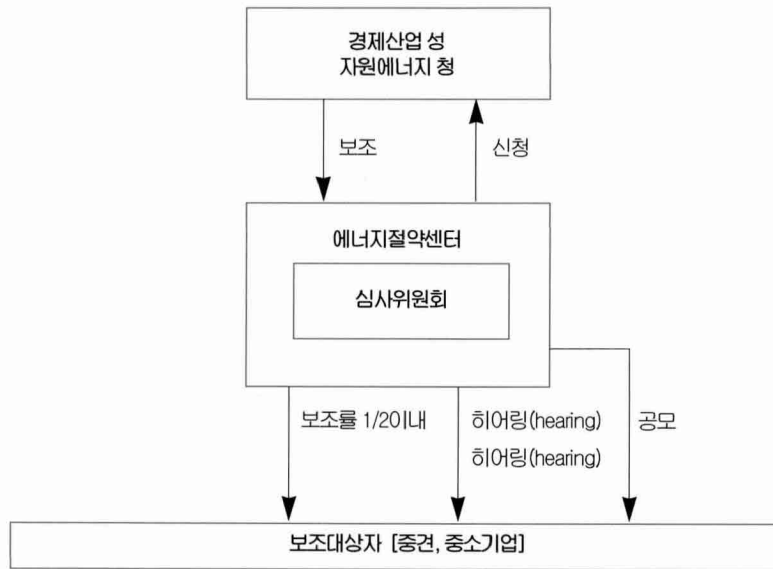 경제산업 성
자원에너지 청
보조
신청
에너지절약센터
심사위원회
보조률 1/2이내
히어링(hearing)
공모
히어링(hearing)
보조대상자 [중견, 중소기업]